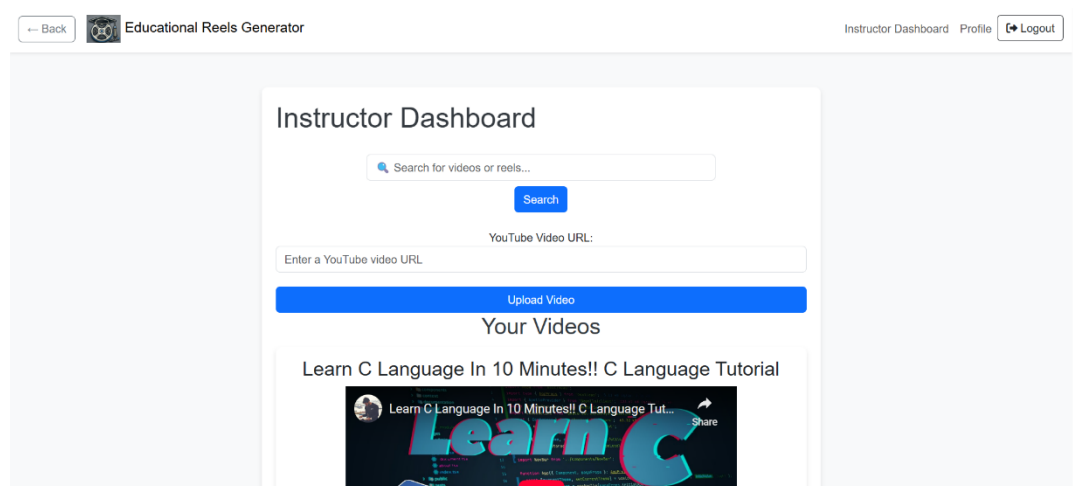 ← Back
Educational Reels Generator
Instructor Dashboard
Profile
Logout
Instructor Dashboard
🔍 Search for videos or reels...
Search
YouTube Video URL:
Enter a YouTube video URL
Upload Video
Your Videos
Learn C Language In 10 Minutes!! C Language Tutorial
Learn C Language In 10 Minutes!! C Language Tut...
Share
Learn C